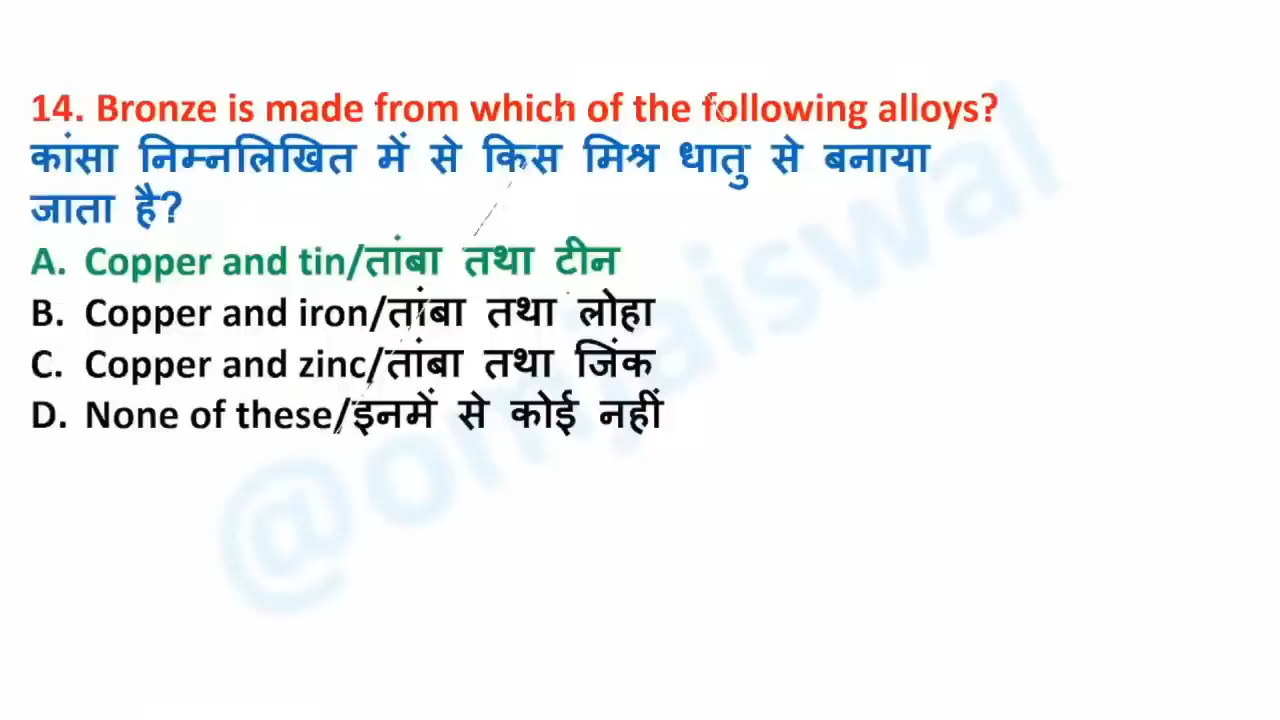 14. Bronze is made from which of the following alloys?
कांसा निम्नलिखित में से किस मिश्र धातु से बनाया
जाता है?
A. Copper and tin/तांबा तथा टीन
B. Copper and iron/तांबा तथा लोहा
C. Copper and zinc/तांबा तथा जिंक
D. None of these/इनमें से कोई नहीं
@omjaiswal